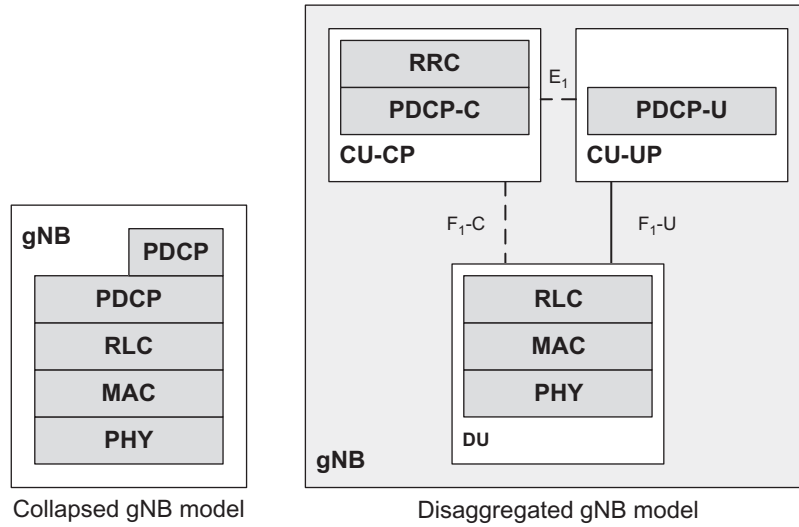 gNB
PDCP
PDCP
RLC
MAC
PHY
Collapsed gNB model
RRC
PDCP-C
CU-CP
E₁
PDCP-U
CU-UP
F₁-C
F₁-U
RLC
MAC
PHY
DU
gNB
Disaggregated gNB model